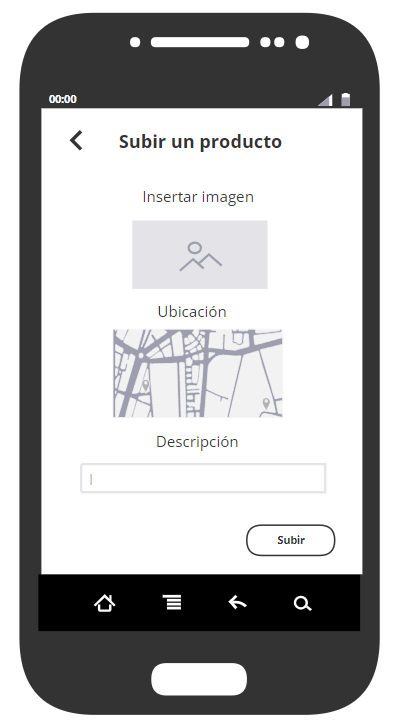 00:00
Subir un producto
Insertar imagen
Ubicación
Descripción
Subir